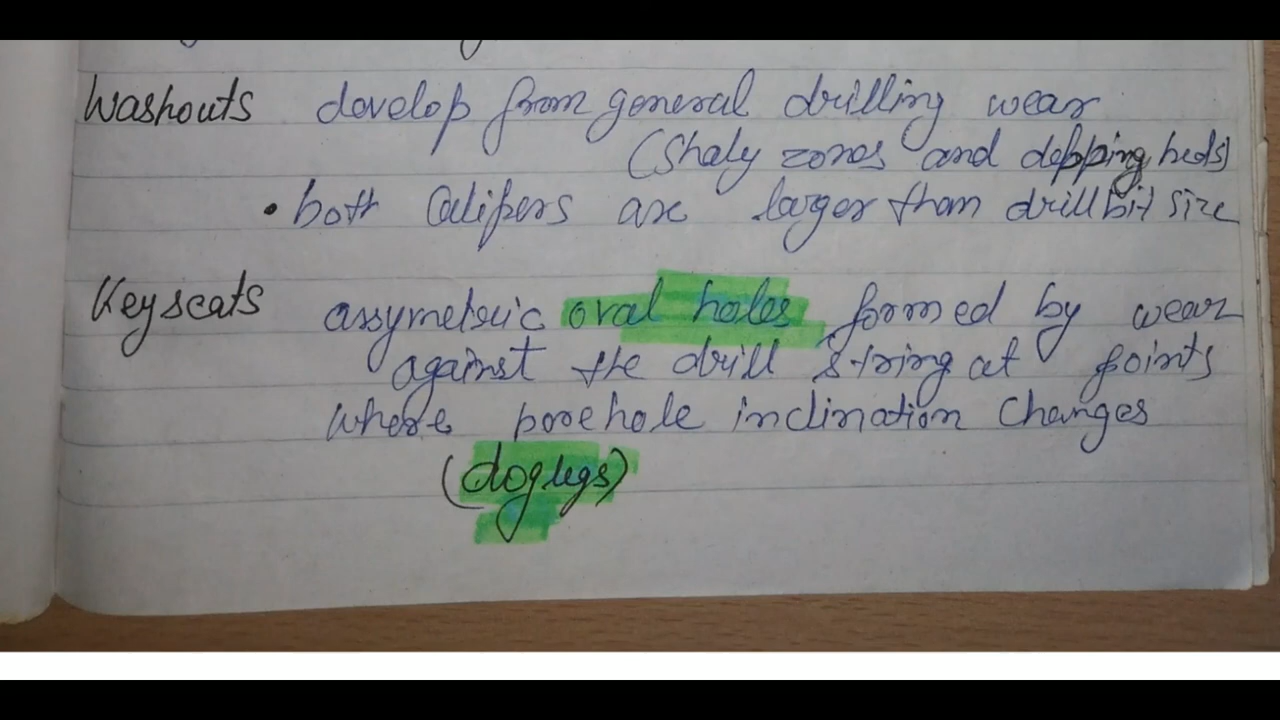 Washouts develop from general drilling wear
(Shaly zones and depping beds)
• both Calipers are larger than drill bit size
Keyseats assymetric oval holes formed by wear
against the drill string at points
where borehole inclination Changes
(doglegs)